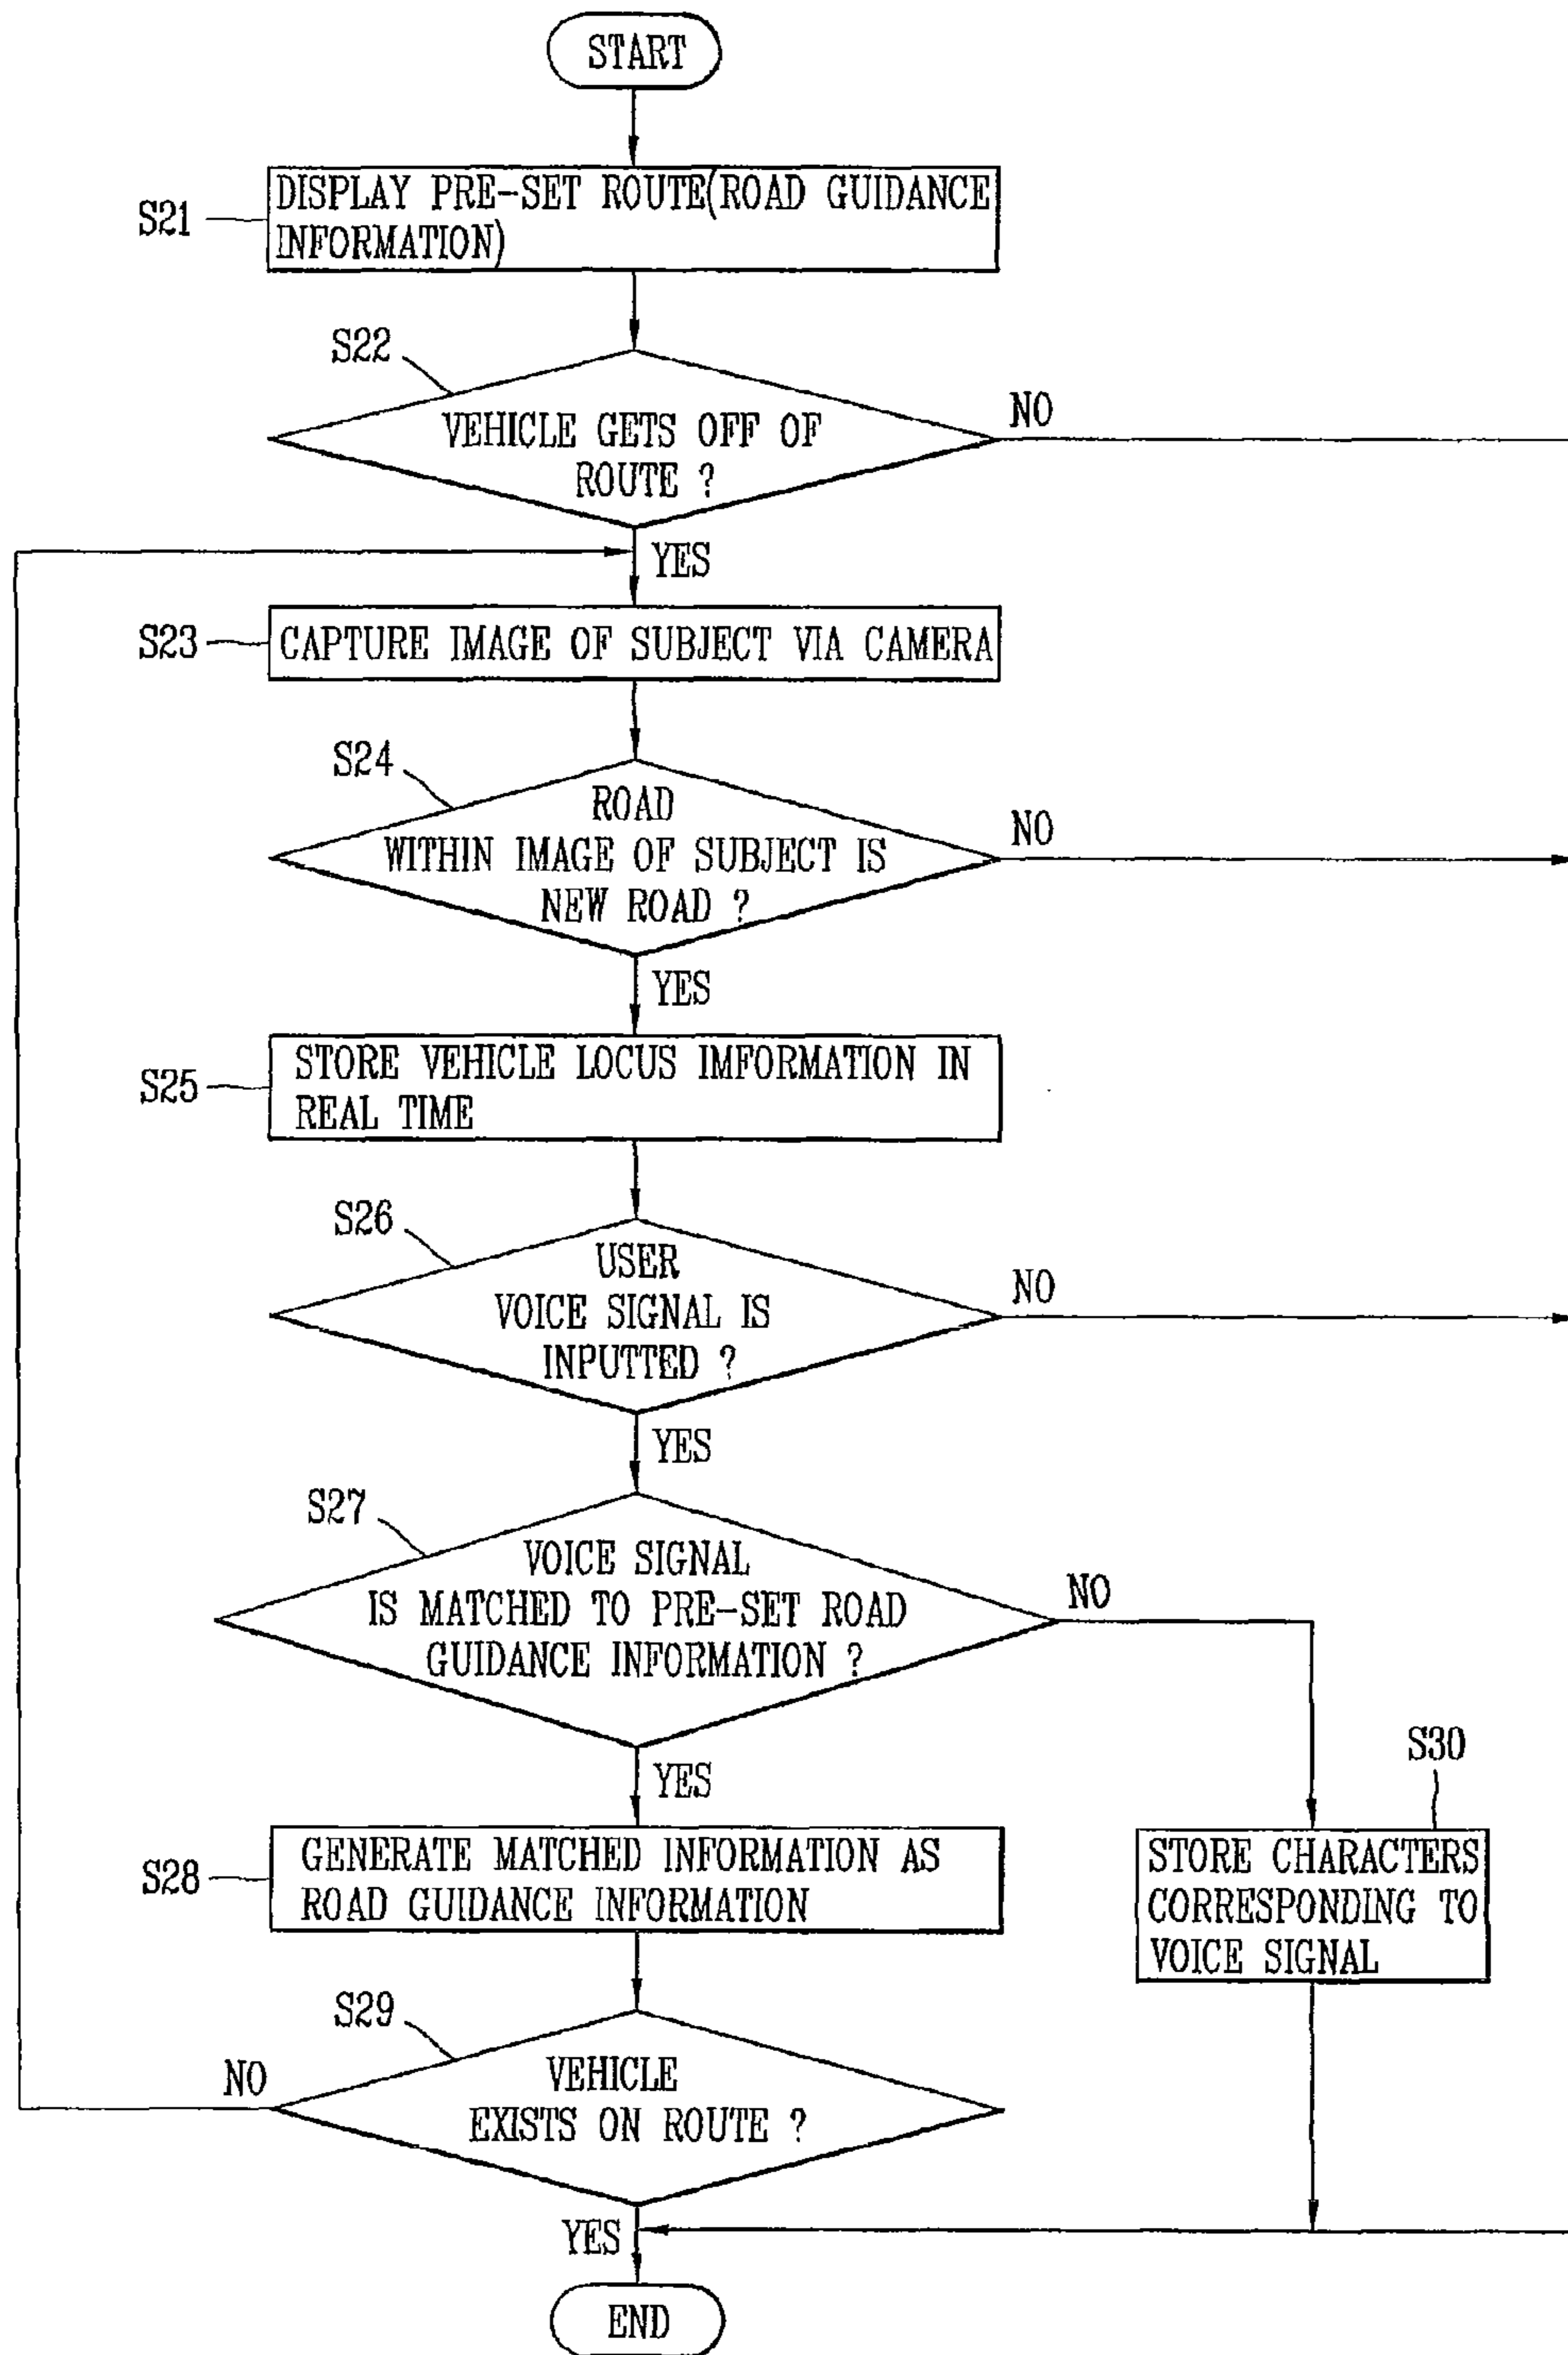 START
S21
DISPLAY PRE-SET ROUTE(ROAD GUIDANCE
INFORMATION)
S22
VEHICLE GETS OFF OF
ROUTE ?
NO
YES
S23
CAPTURE IMAGE OF SUBJECT VIA CAMERA
S24
ROAD
WITHIN IMAGE OF SUBJECT IS
NEW ROAD ?
NO
YES
S25
STORE VEHICLE LOCUS IMFORMATION IN
REAL TIME
S26
USER
VOICE SIGNAL IS
INPUTTED ?
NO
YES
S27
VOICE SIGNAL
IS MATCHED TO PRE-SET ROAD
GUIDANCE INFORMATION ?
NO
YES
S28
GENERATE MATCHED INFORMATION AS
ROAD GUIDANCE INFORMATION
S30
STORE CHARACTERS
CORRESPONDING TO
VOICE SIGNAL
S29
VEHICLE
EXISTS ON ROUTE ?
NO
YES
END